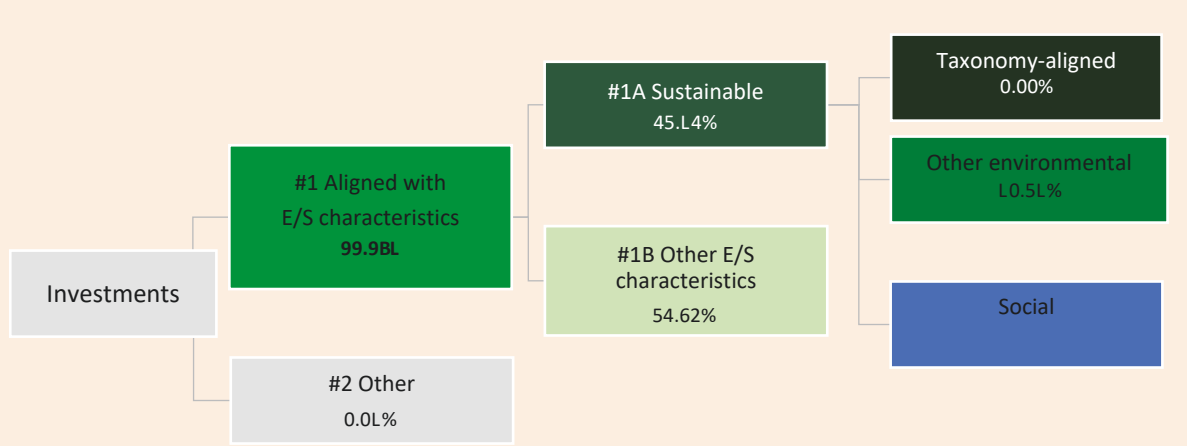 Investments
#1 Aligned with
E/S characteristics
99.9BL
#2 Other
0.0L%
#1A Sustainable
45.L4%
#1B Other E/S
characteristics
54.62%
Taxonomy-aligned
0.00%
Other environmental
L0.5L%
Social